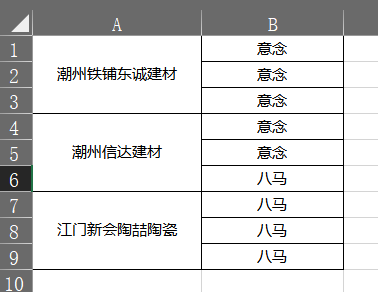 A B
1 意念
2 潮州铁铺东诚建材 意念
3 意念
4 意念
5 潮州信达建材 意念
6 八马
7 八马
8 江门新会陶喆陶瓷 八马
9 八马
10